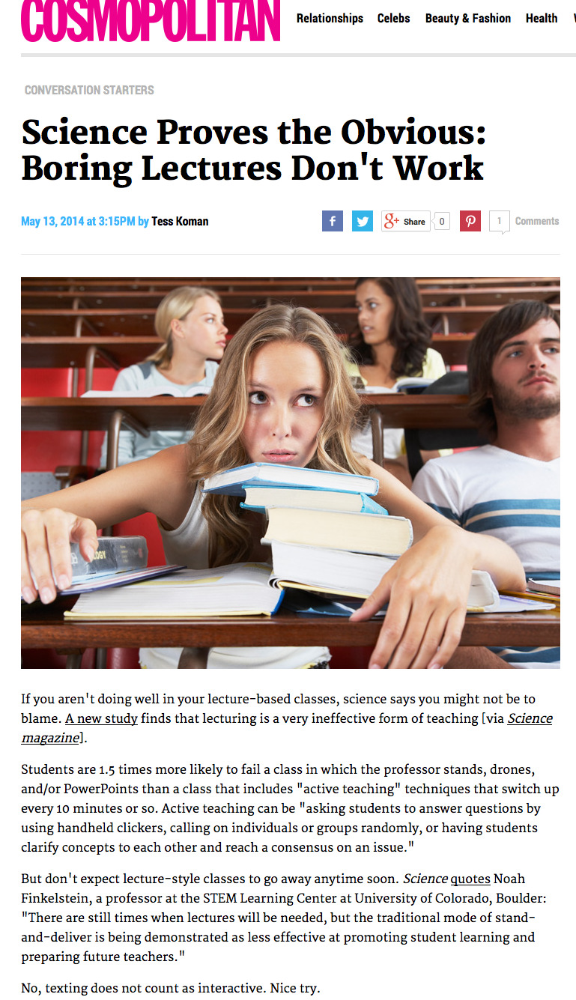 COSMOPOLITAN
Relationships Celebs Beauty & Fashion Health
CONVERSATION STARTERS
Science Proves the Obvious:
Boring Lectures Don't Work
May 13, 2014 at 3:15PM by Tess Koman
f g+ Share 0 1 Comments
If you aren't doing well in your lecture-based classes, science says you might not be to
blame. A new study finds that lecturing is a very ineffective form of teaching [via Science
magazine].
Students are 1.5 times more likely to fail a class in which the professor stands, drones,
and/or PowerPoints than a class that includes "active teaching" techniques that switch up
every 10 minutes or so. Active teaching can be "asking students to answer questions by
using handheld clickers, calling on individuals or groups randomly, or having students
clarify concepts to each other and reach a consensus on an issue."
But don't expect lecture-style classes to go away anytime soon. Science quotes Noah
Finkelstein, a professor at the STEM Learning Center at University of Colorado, Boulder:
"There are still times when lectures will be needed, but the traditional mode of stand-
and-deliver is being demonstrated as less effective at promoting student learning and
preparing future teachers."
No, texting does not count as interactive. Nice try.